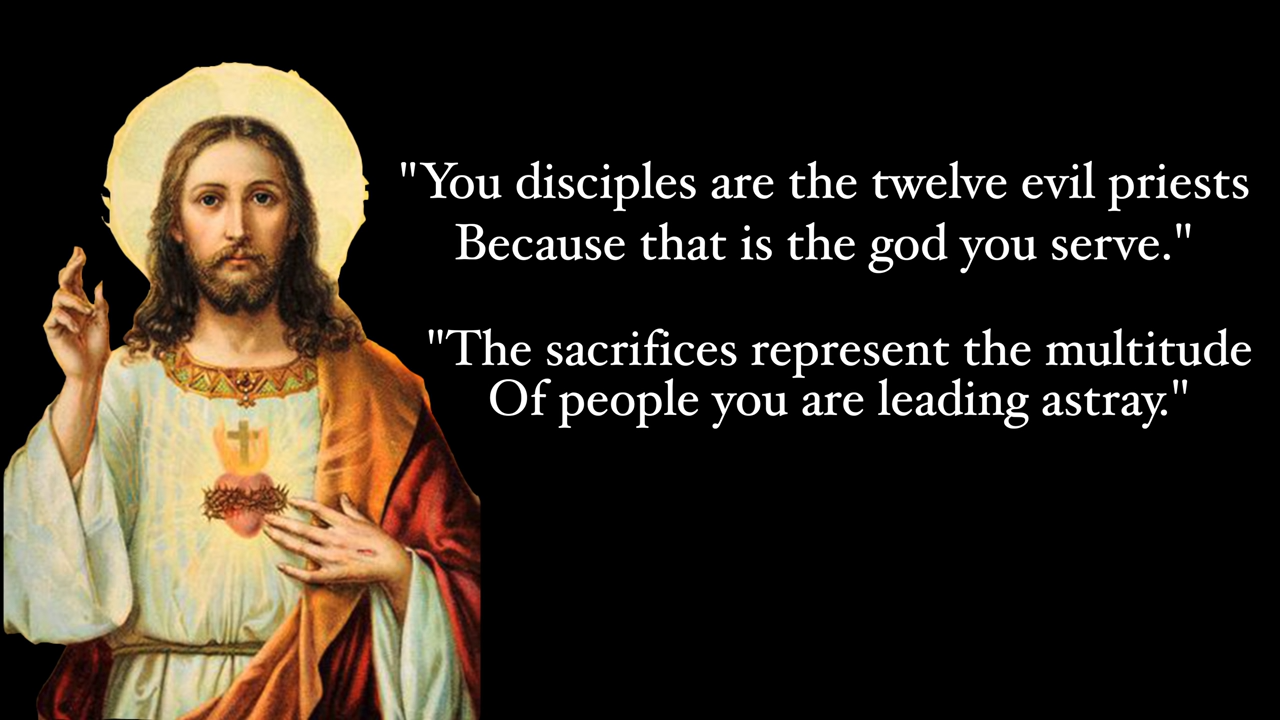 "You disciples are the twelve evil priests
Because that is the god you serve."
"The sacrifices represent the multitude
Of people you are leading astray."